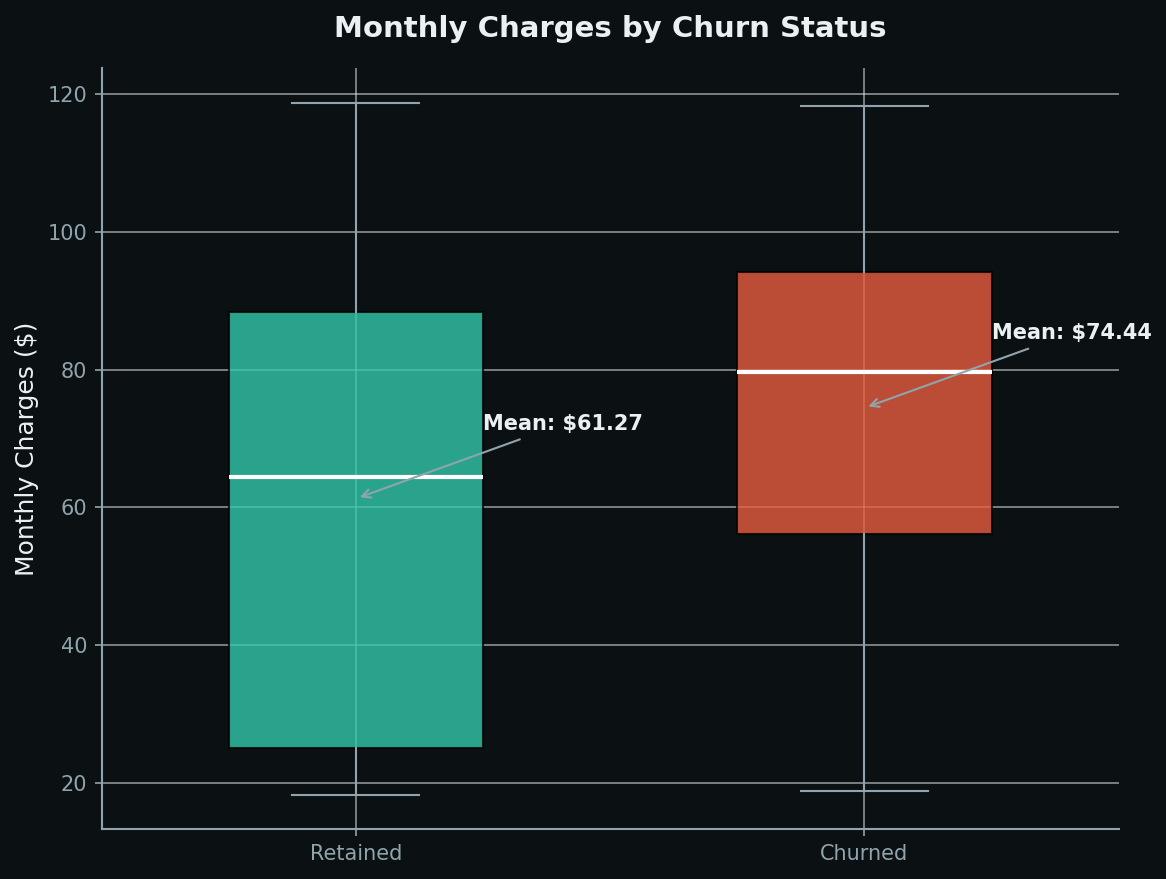 Monthly Charges by Churn Status
Monthly Charges ($)
120
100
80
60
40
20
Mean: $74.44
Mean: $61.27
Retained
Churned